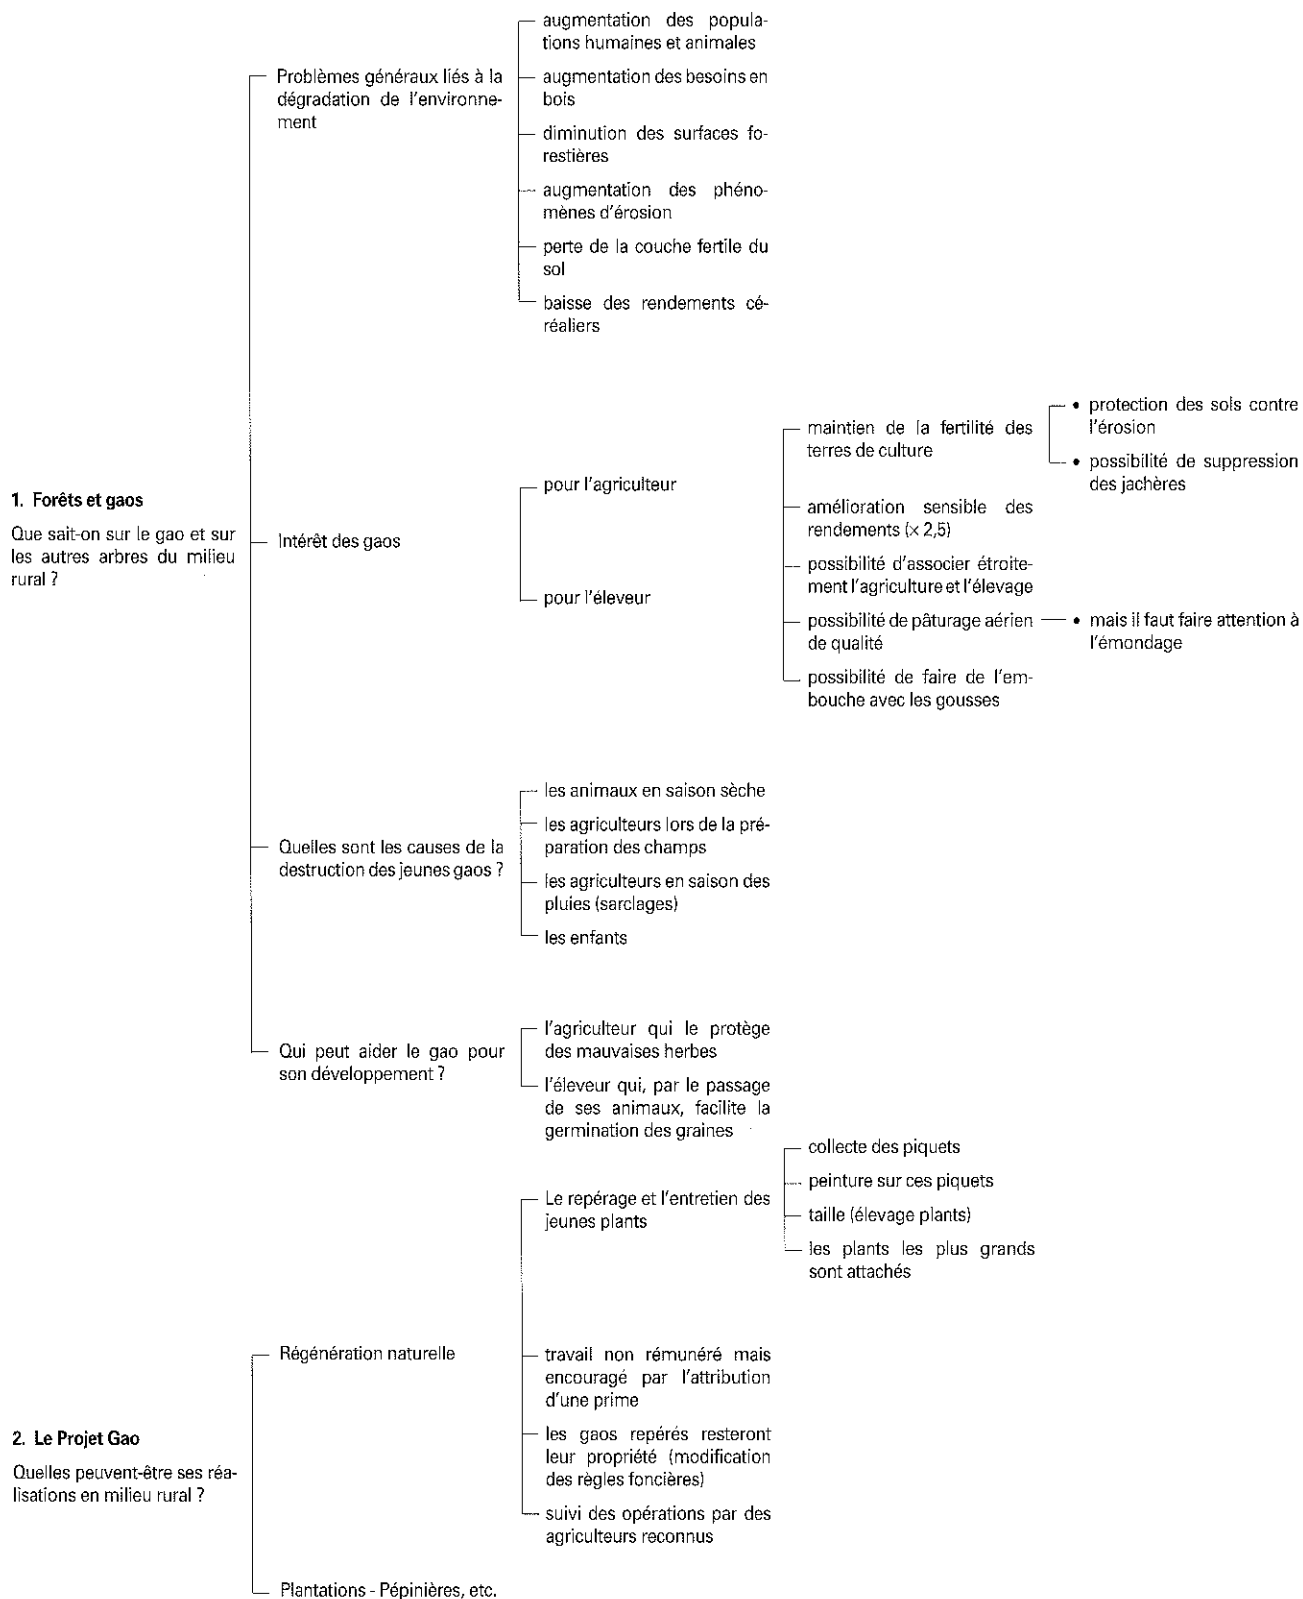 augmentation des popula-
tions humaines et animales
Problèmes généraux liés à la
dégradation de l'environne-
ment
augmentation des besoins en
bois
diminution des surfaces fo-
restières
augmentation des phéno-
mènes d'érosion
perte de la couche fertile du
sol
baisse des rendements cé-
réaliers
1. Forêts et gaos
Que sait-on sur le gao et sur
les autres arbres du milieu
rural ?
Intérêt des gaos
pour l'agriculteur
pour l'éleveur
maintien de la fertilité des
terres de culture
• protection des sols contre
l'érosion
• possibilité de suppression
des jachères
amélioration sensible des
rendements (× 2,5)
possibilité d'associer étroite-
ment l'agriculture et l'élevage
possibilité de pâturage aérien
de qualité
• mais il faut faire attention à
l'émondage
possibilité de faire de l'em-
bouche avec les gousses
Quelles sont les causes de la
destruction des jeunes gaos ?
les animaux en saison sèche
les agriculteurs lors de la pré-
paration des champs
les agriculteurs en saison des
pluies (sarclages)
les enfants
Qui peut aider le gao pour
son développement ?
l'agriculteur qui le protège
des mauvaises herbes
l'éleveur qui, par le passage
de ses animaux, facilite la
germination des graines
2. Le Projet Gao
Quelles peuvent-être ses réa-
lisations en milieu rural ?
Régénération naturelle
Le repérage et l'entretien des
jeunes plants
collecte des piquets
peinture sur ces piquets
taille (élevage plants)
les plants les plus grands
sont attachés
travail non rémunéré mais
encouragé par l'attribution
d'une prime
les gaos repérés resteront
leur propriété (modification
des règles foncières)
suivi des opérations par des
agriculteurs reconnus
Plantations - Pépinières, etc.